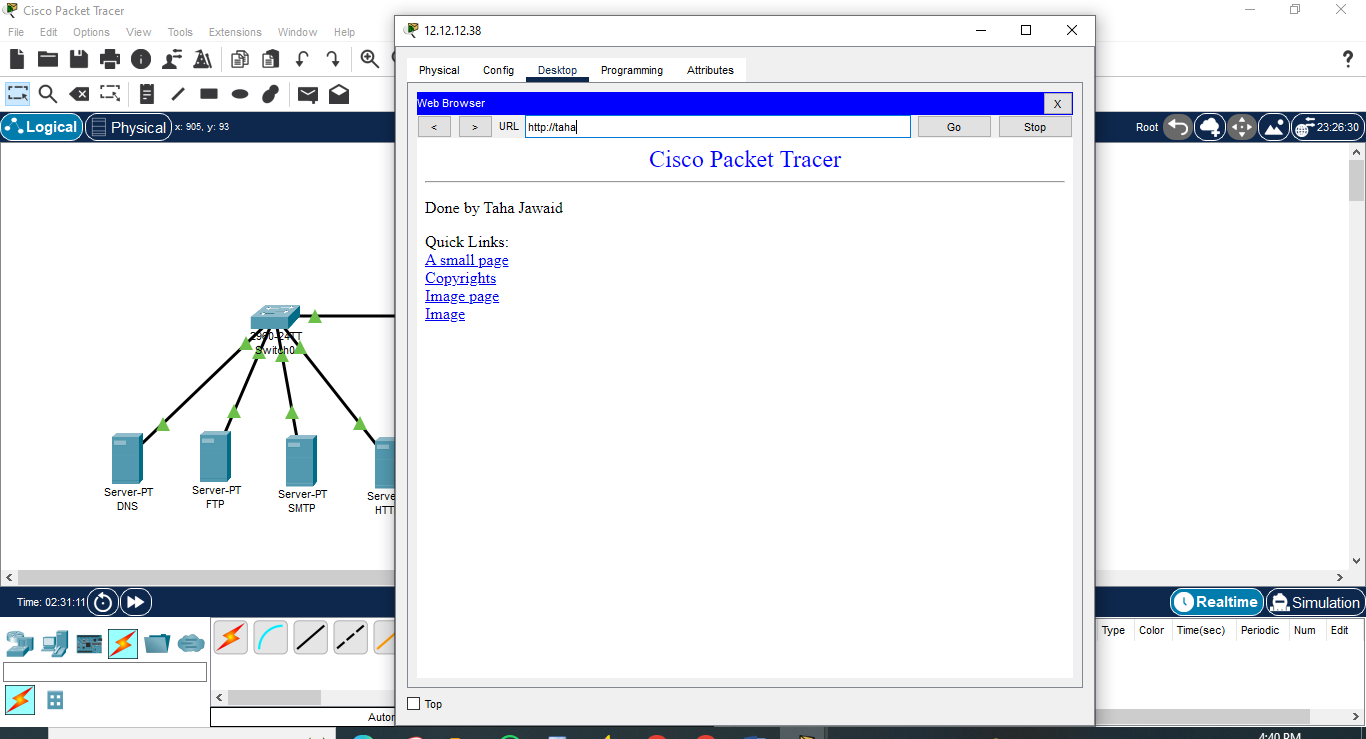 Cisco Packet Tracer
File Edit Options View Tools Extensions Window Help
Logical
Physical
x: 905, y: 93
Root
23:26:30
12.12.12.38
Physical Config Desktop Programming Attributes
Web Browser
X
< > URL http://taha Go Stop
Cisco Packet Tracer
Done by Taha Jawaid
Quick Links:
A small page
Copyrights
Image page
Image
Top
2960-24TT
Switch0
Server-PT
DNS
Server-PT
FTP
Server-PT
SMTP
Serve
HTT
Time: 02:31:11
Realtime
Simulation
Type Color Time(sec) Periodic Num Edit
Auton
4:40 PM